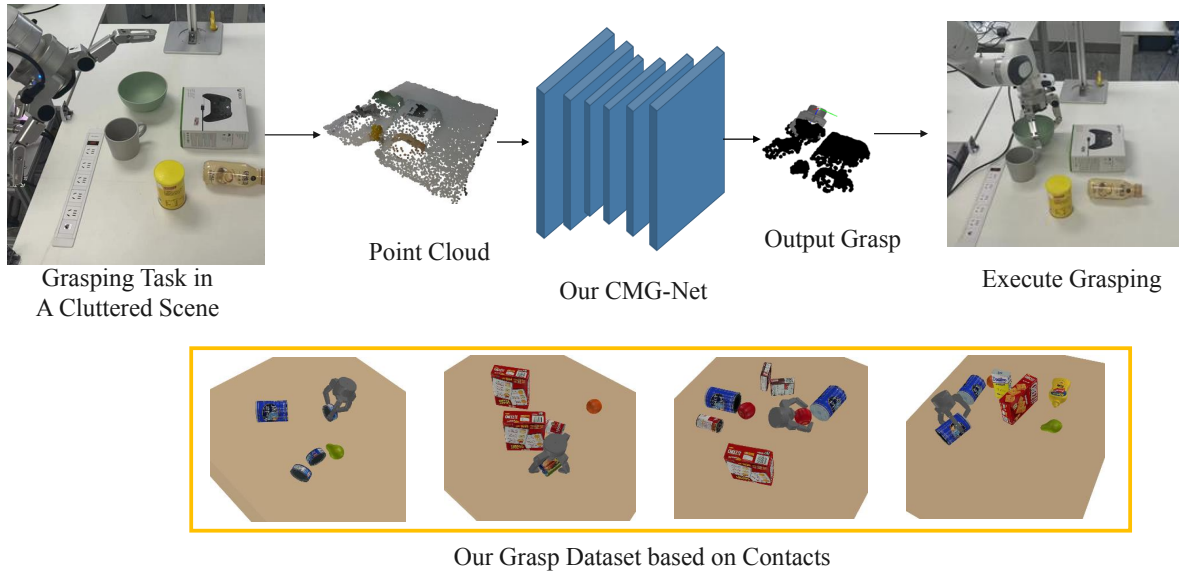 Point Cloud
Output Grasp
Grasping Task in
A Cluttered Scene
Our CMG-Net
Execute Grasping
Our Grasp Dataset based on Contacts